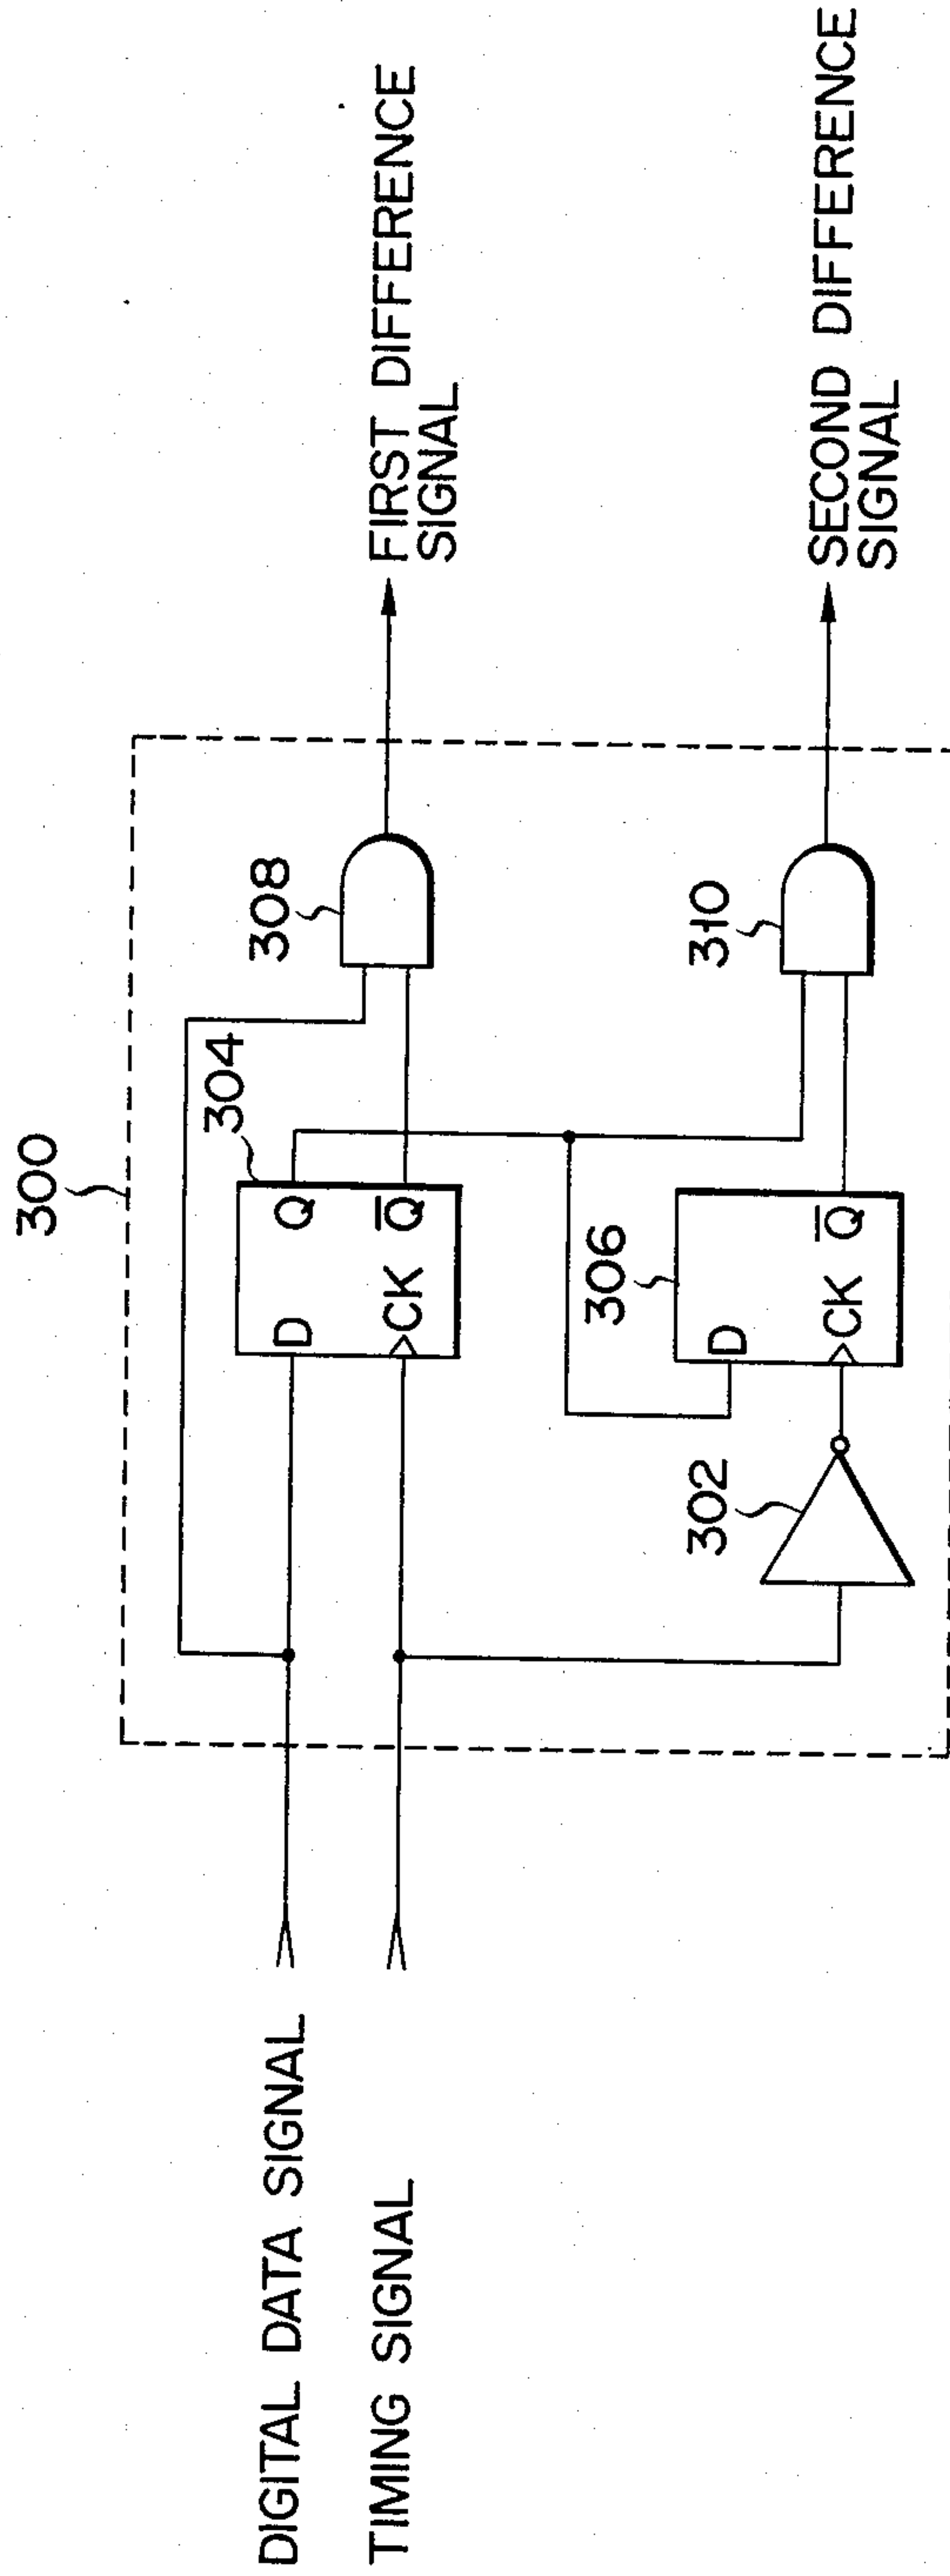 300
DIGITAL DATA SIGNAL
TIMING SIGNAL
304
D
Q
CK
Q̅
308
FIRST DIFFERENCE
SIGNAL
302
306
D
CK
Q̅
310
SECOND DIFFERENCE
SIGNAL